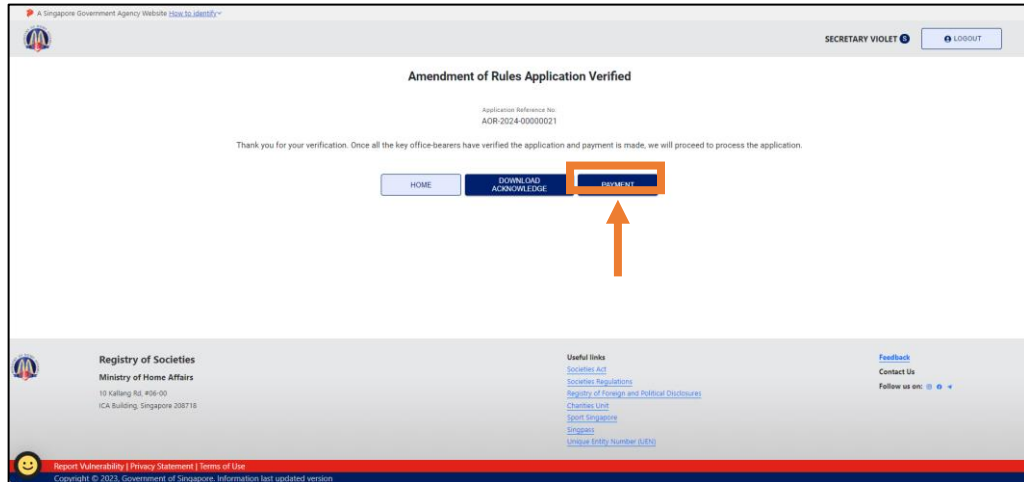 A Singapore Government Agency Website How to identify
SECRETARY VIOLET S
LOGOUT
Amendment of Rules Application Verified
Application Reference No:
AOR-2024-00000021
Thank you for your verification. Once all the key office-bearers have verified the application and payment is made, we will proceed to process the application.
HOME
DOWNLOAD
ACKNOWLEDGE
PAYMENT
Registry of Societies
Ministry of Home Affairs
10 Kallang Rd, #06-00
ICA Building, Singapore 208718
Useful links
Societies Act
Societies Regulations
Registry of Foreign and Political Disclosures
Charities Unit
Sport Singapore
Singpass
Unique Entity Number (UEN)
Feedback
Contact Us
Follow us on:
Report Vulnerability | Privacy Statement | Terms of Use
Copyright © 2023, Government of Singapore. Information last updated version